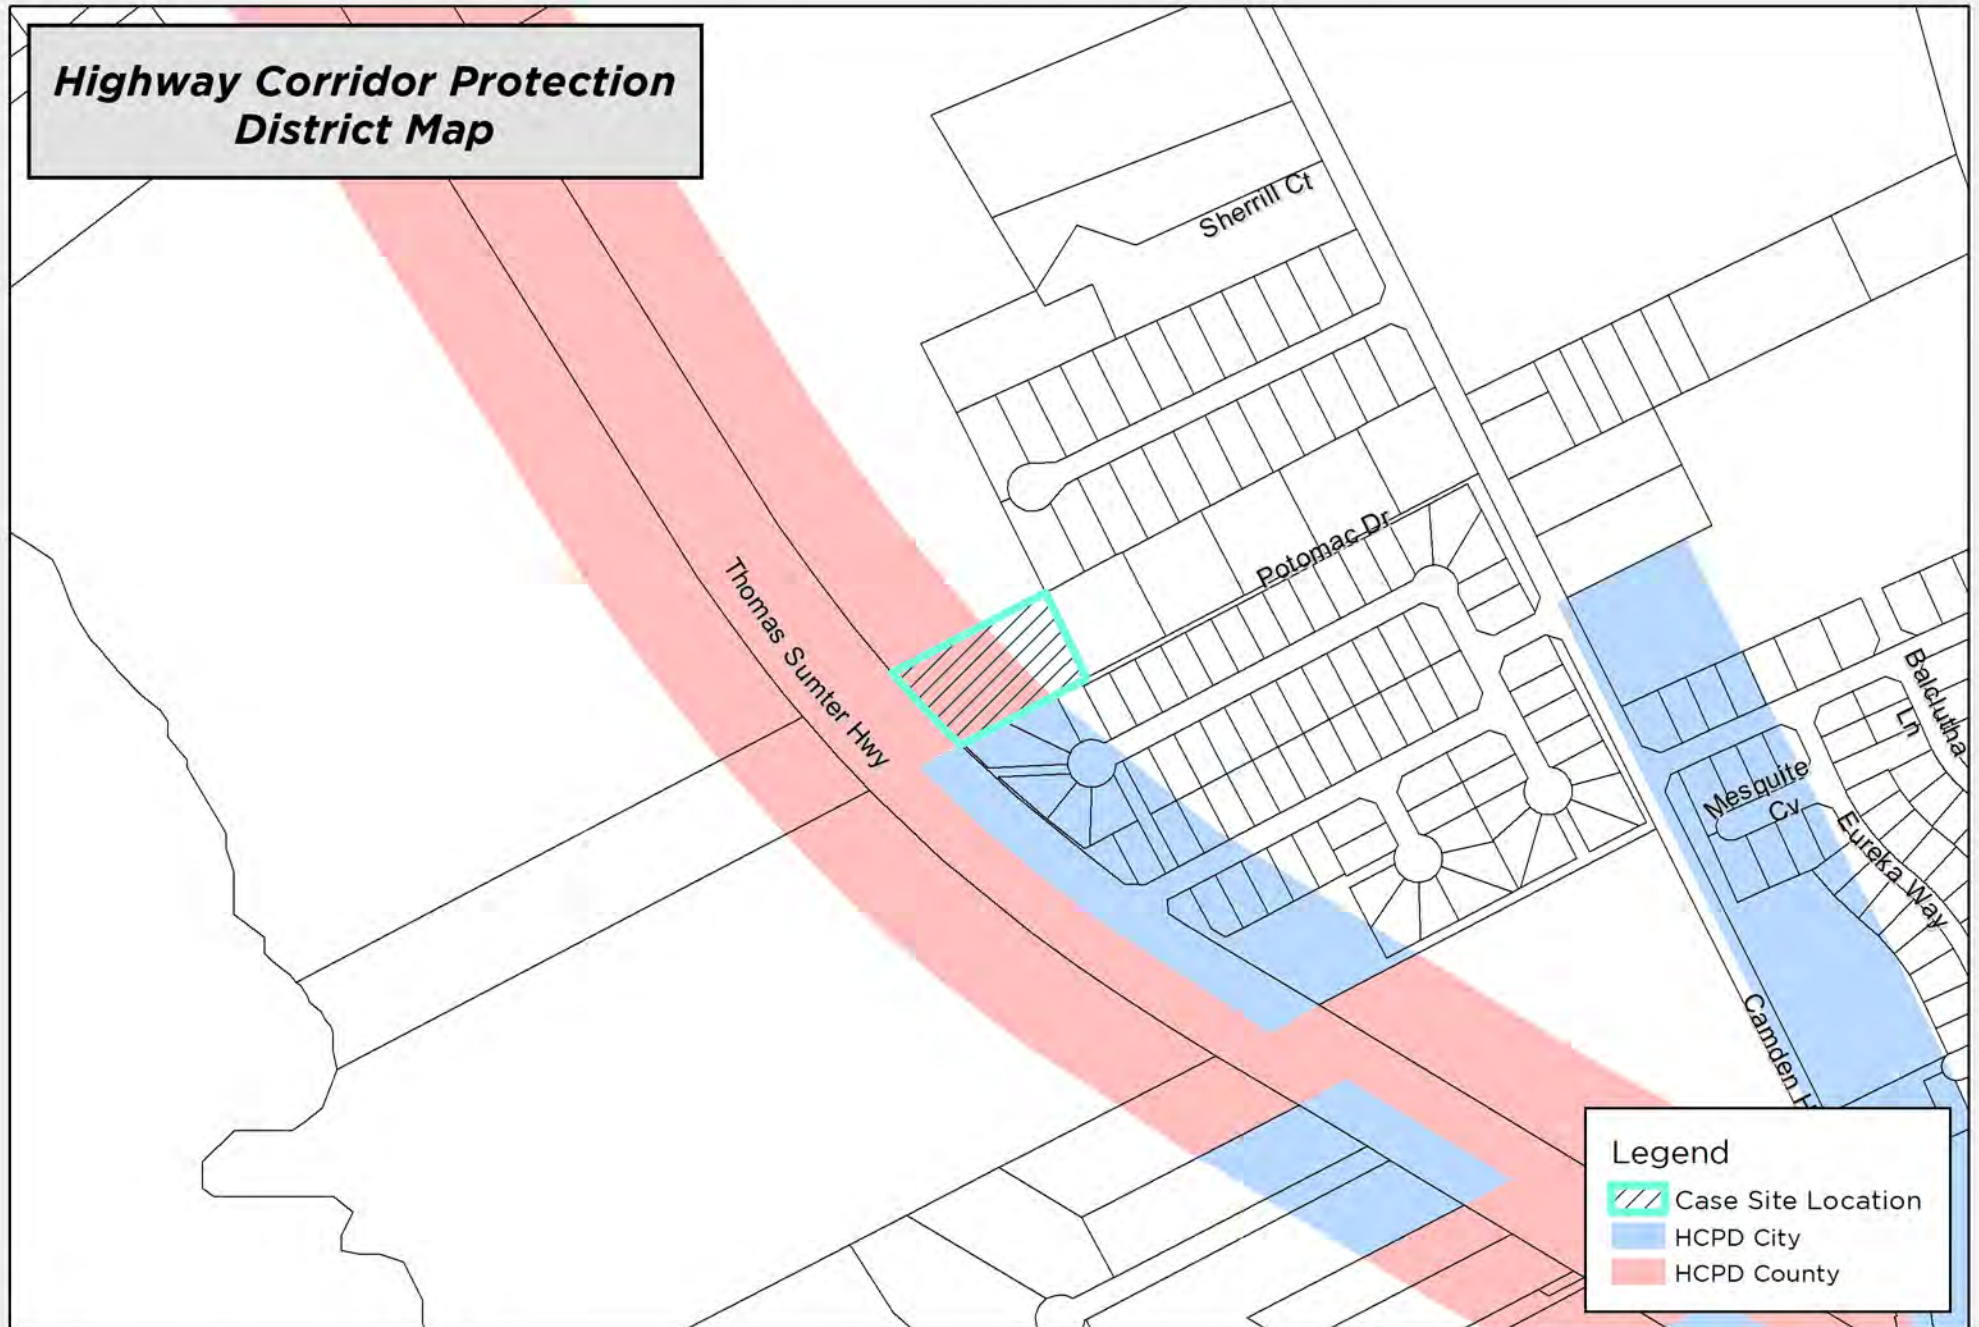 Highway Corridor Protection
District Map
Sherrill Ct
Potomac Dr
Thomas Sumter Hwy
Balclutha
Ln
Mesquite
Cv
Eureka Way
Camden H
Legend
Case Site Location
HCPD City
HCPD County